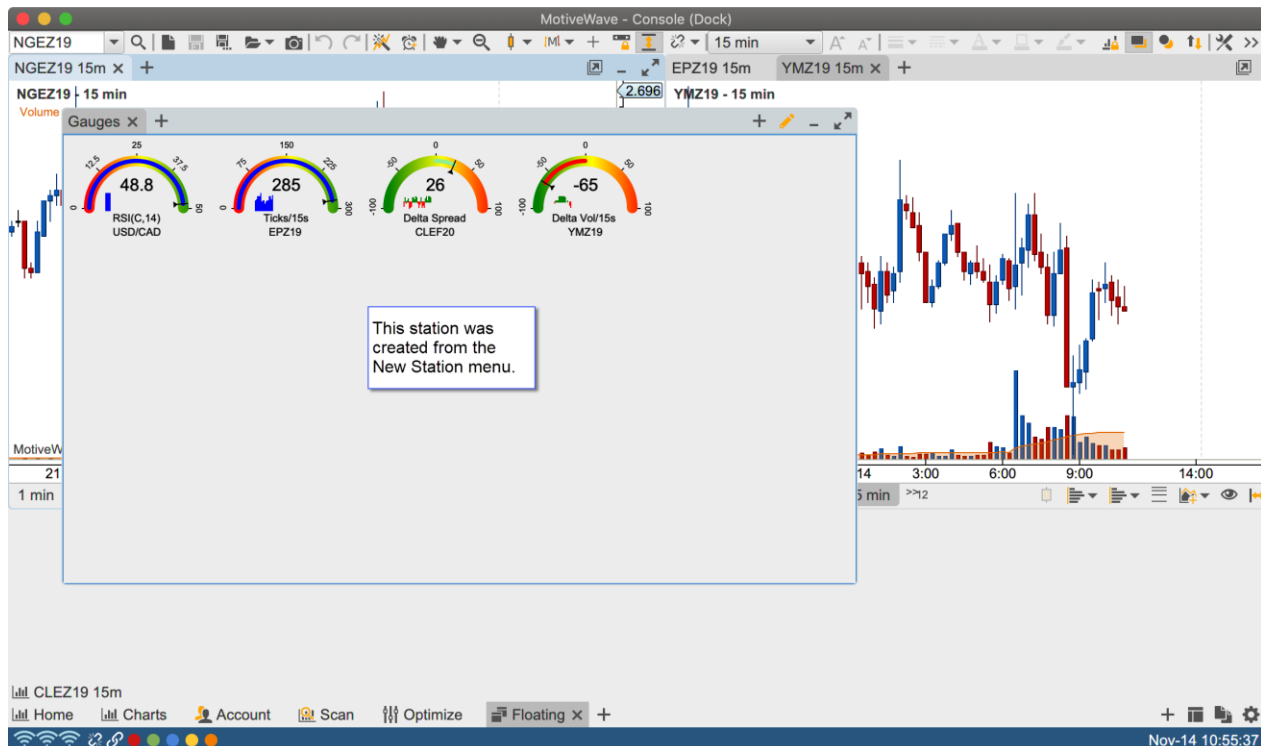 MotiveWave - Console (Dock)
NGEZ19
15 min
NGEZ19 15m
EPZ19 15m
YMZ19 15m
NGEZ19 - 15 min
2.696
YMZ19 - 15 min
Volume
Gauges
0
12.5
25
37.5
50
48.8
RSI(C,14)
USD/CAD
0
75
150
225
300
285
Ticks/15s
EPZ19
-100
-50
0
50
100
26
Delta Spread
CLEF20
-100
-50
0
50
100
-65
Delta Vol/15s
YMZ19
This station was
created from the
New Station menu.
MotiveW
21
14 3:00 6:00 9:00 14:00
1 min
5 min >>12
CLEZ19 15m
Home Charts Account Scan Optimize Floating
Nov-14 10:55:37